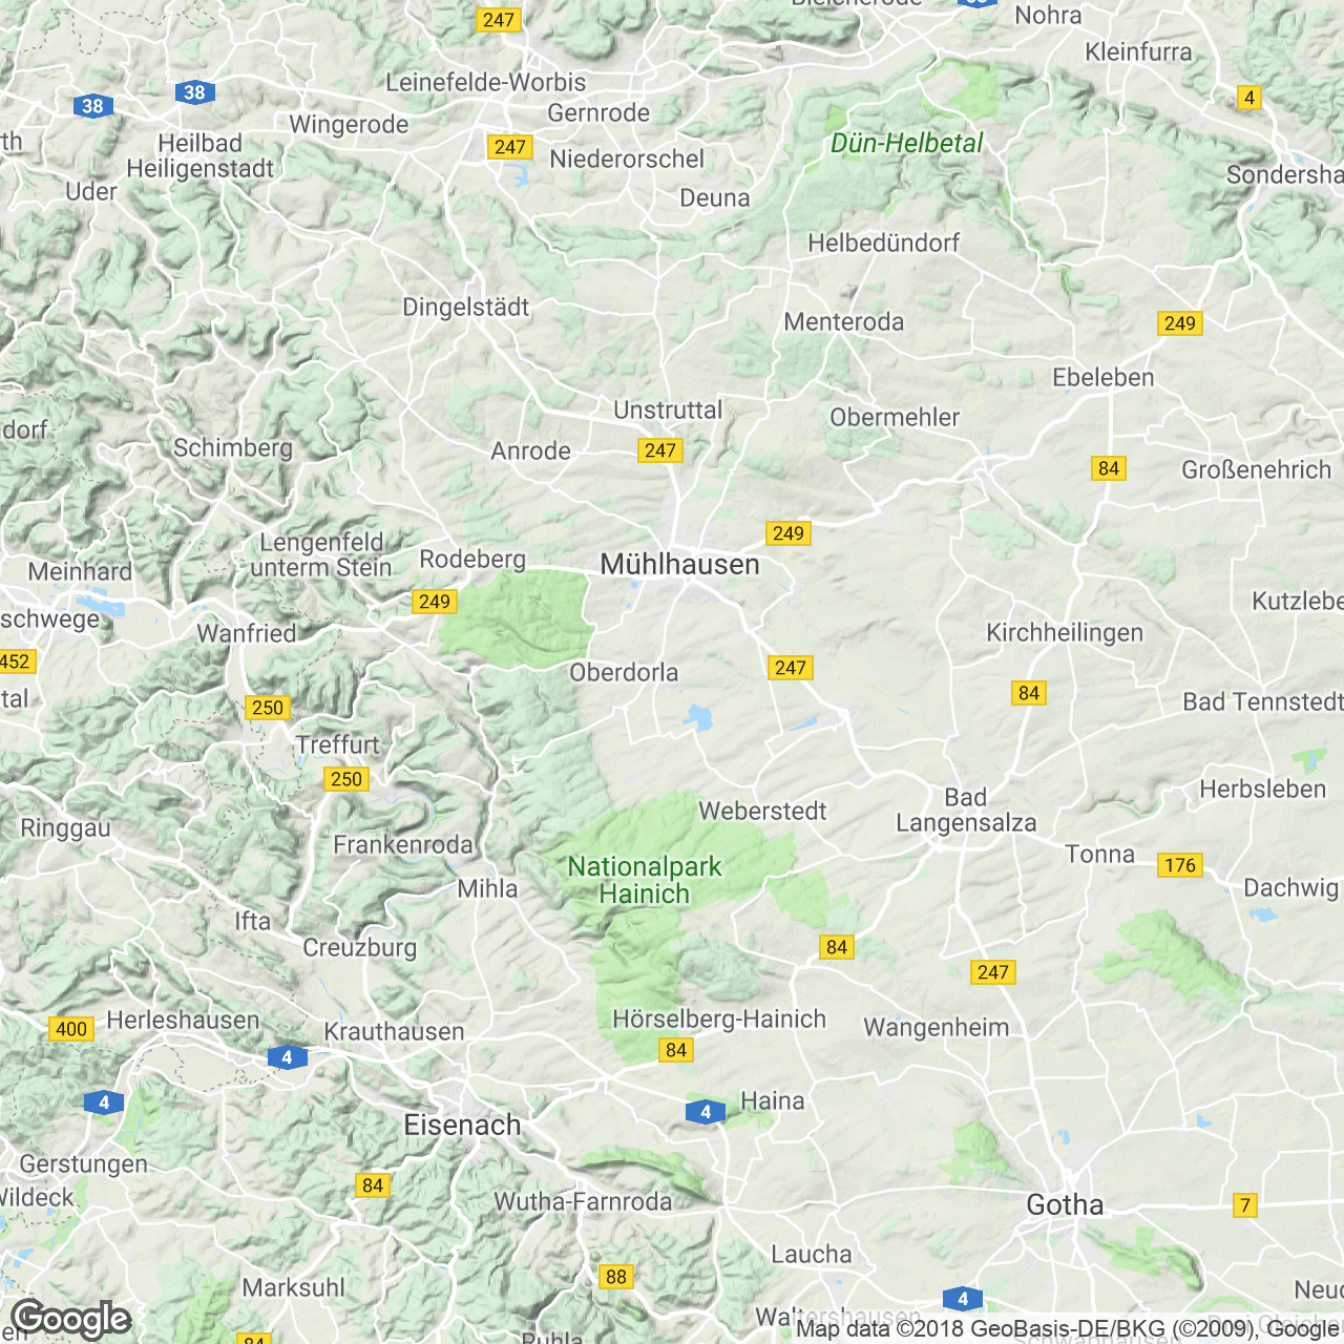 247
Nohra
Kleinfurra
Leinefelde-Worbis
38
38
4
Gernrode
Wingerode
Heilbad
Heiligenstadt
247
Dün-Helbetal
Niederorschel
Uder
Deuna
Helbedündorf
Dingelstädt
Menteroda
249
Ebeleben
Unstruttal
Obermehler
dorf
Schimberg
Anrode
247
84
Großenehrich
249
Lengenfeld
unterm Stein
Rodeberg
Mühlhausen
Meinhard
249
Kutzlebe
schwege
Wanfried
Kirchheilingen
452
Oberdorla
247
84
tal
250
Bad Tennstedt
Treffurt
250
Herbsleben
Bad
Langensalza
Weberstedt
Ringgau
Frankenroda
Tonna
176
Nationalpark
Hainich
Mihla
Dachwig
Ifta
Creuzburg
84
247
Herleshausen
400
Krauthausen
Hörselberg-Hainich
Wangenheim
84
4
4
4
Haina
Eisenach
Gerstungen
84
Wutha-Farnroda
Gotha
7
Laucha
88
Marksuhl
4
Google
Map data ©2018 GeoBasis-DE/BKG (©2009), Google